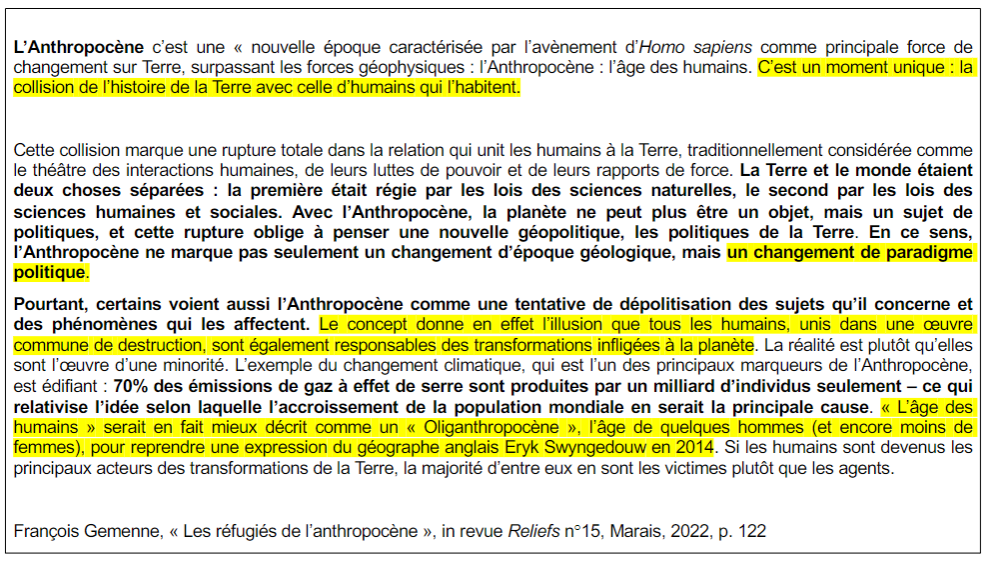 L’Anthropocène c’est une « nouvelle époque caractérisée par l’avènement d’Homo sapiens comme principale force de
changement sur Terre, surpassant les forces géophysiques : l’Anthropocène : l’âge des humains. C’est un moment unique : la
collision de l’histoire de la Terre avec celle d’humains qui l’habitent.
Cette collision marque une rupture totale dans la relation qui unit les humains à la Terre, traditionnellement considérée comme
le théâtre des interactions humaines, de leurs luttes de pouvoir et de leurs rapports de force. La Terre et le monde étaient
deux choses séparées : la première était régie par les lois des sciences naturelles, le second par les lois des
sciences humaines et sociales. Avec l’Anthropocène, la planète ne peut plus être un objet, mais un sujet de
politiques, et cette rupture oblige à penser une nouvelle géopolitique, les politiques de la Terre. En ce sens,
l’Anthropocène ne marque pas seulement un changement d’époque géologique, mais un changement de paradigme
politique.
Pourtant, certains voient aussi l’Anthropocène comme une tentative de dépolitisation des sujets qu’il concerne et
des phénomènes qui les affectent. Le concept donne en effet l’illusion que tous les humains, unis dans une œuvre
commune de destruction, sont également responsables des transformations infligées à la planète. La réalité est plutôt qu’elles
sont l’œuvre d’une minorité. L’exemple du changement climatique, qui est l’un des principaux marqueurs de l’Anthropocène,
est édifiant : 70% des émissions de gaz à effet de serre sont produites par un milliard d’individus seulement – ce qui
relativise l’idée selon laquelle l’accroissement de la population mondiale en serait la principale cause. « L’âge des
humains » serait en fait mieux décrit comme un « Oliganthropocène », l’âge de quelques hommes (et encore moins de
femmes), pour reprendre une expression du géographe anglais Eryk Swyngedouw en 2014. Si les humains sont devenus les
principaux acteurs des transformations de la Terre, la majorité d’entre eux en sont les victimes plutôt que les agents.
François Gemenne, « Les réfugiés de l’anthropocène », in revue Reliefs n°15, Marais, 2022, p. 122